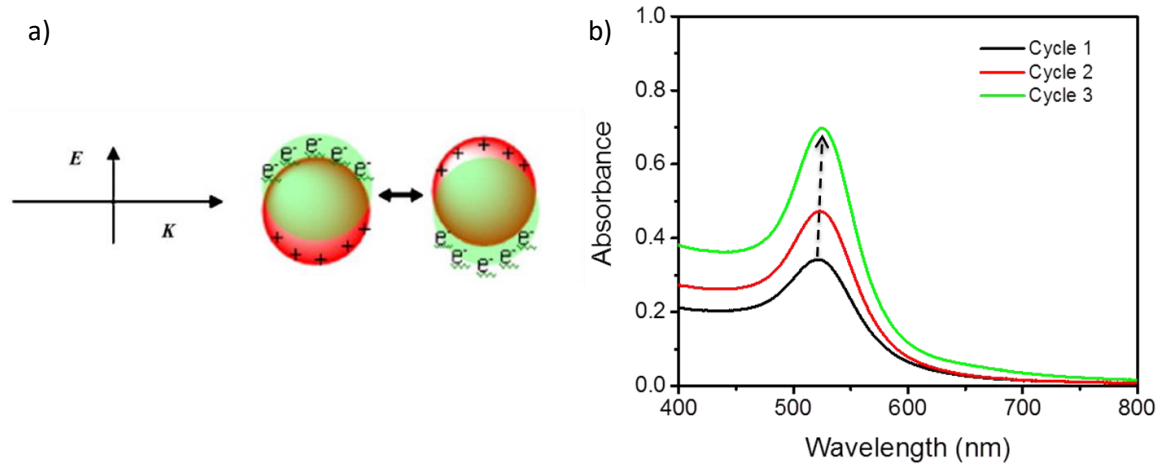 a)
E
K
e- e- e- e- e-
+ + + + +
+ + + + +
e- e- e- e- e-
b)
Absorbance
1.0
0.8
0.6
0.4
0.2
0.0
Cycle 1
Cycle 2
Cycle 3
400 500 600 700 800
Wavelength (nm)